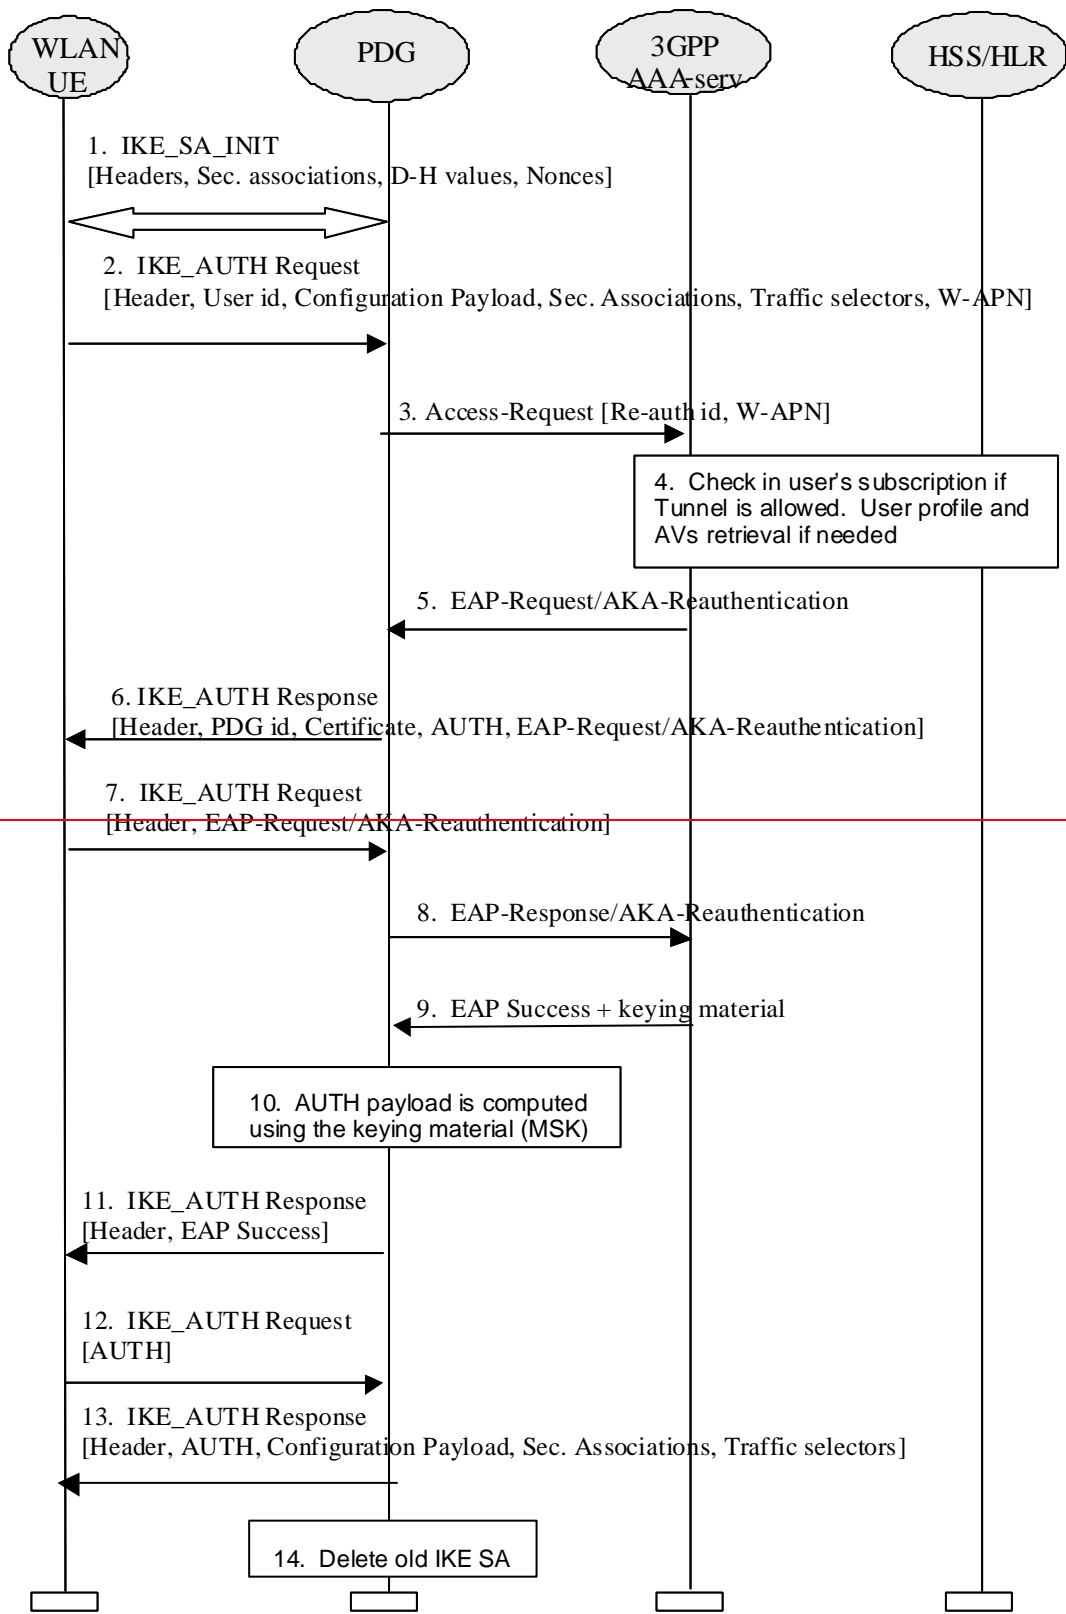 WLAN
UE
PDG
3GPP
AAA-serv
HSS/HLR
1. IKE_SA_INIT
[Headers, Sec. associations, D-H values, Nonces]
2. IKE_AUTH Request
[Header, User id, Configuration Payload, Sec. Associations, Traffic selectors, W-APN]
3. Access-Request [Re-auth id, W-APN]
4. Check in user's subscription if
Tunnel is allowed. User profile and
AVs retrieval if needed
5. EAP-Request/AKA-Reauthentication
6. IKE_AUTH Response
[Header, PDG id, Certificate, AUTH, EAP-Request/AKA-Reauthentication]
7. IKE_AUTH Request
[Header, EAP-Request/AKA-Reauthentication]
8. EAP-Response/AKA-Reauthentication
9. EAP Success + keying material
10. AUTH payload is computed
using the keying material (MSK)
11. IKE_AUTH Response
[Header, EAP Success]
12. IKE_AUTH Request
[AUTH]
13. IKE_AUTH Response
[Header, AUTH, Configuration Payload, Sec. Associations, Traffic selectors]
14. Delete old IKE SA